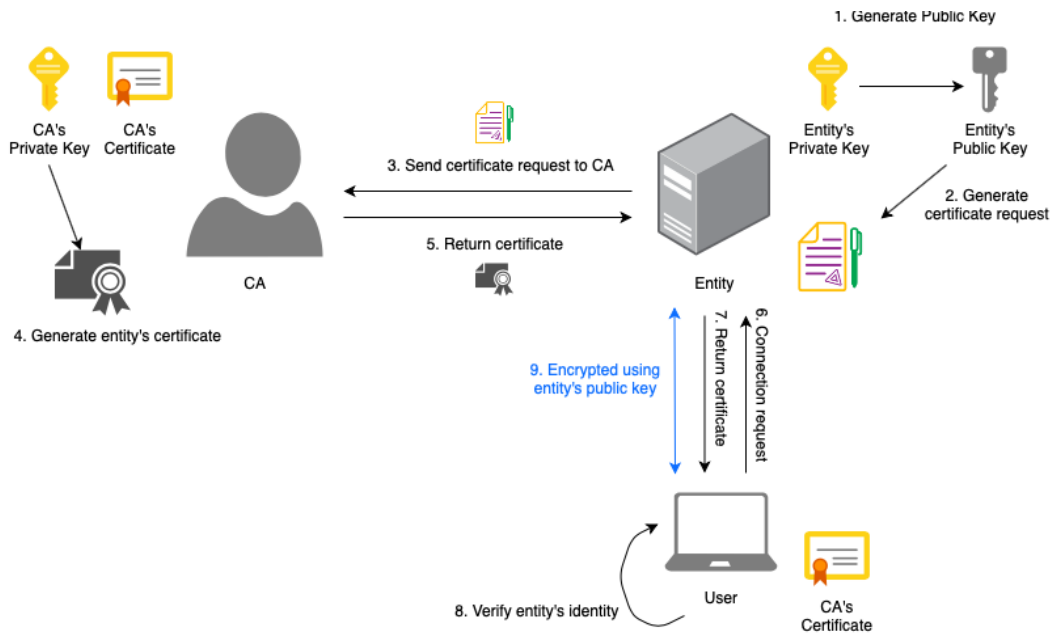 1. Generate Public Key
CA's
Private Key
CA's
Certificate
Entity's
Private Key
Entity's
Public Key
3. Send certificate request to CA
2. Generate
certificate request
5. Return certificate
CA
Entity
4. Generate entity's certificate
9. Encrypted using
entity's public key
7. Return certificate
6. Connection request
User
8. Verify entity's identity
CA's
Certificate